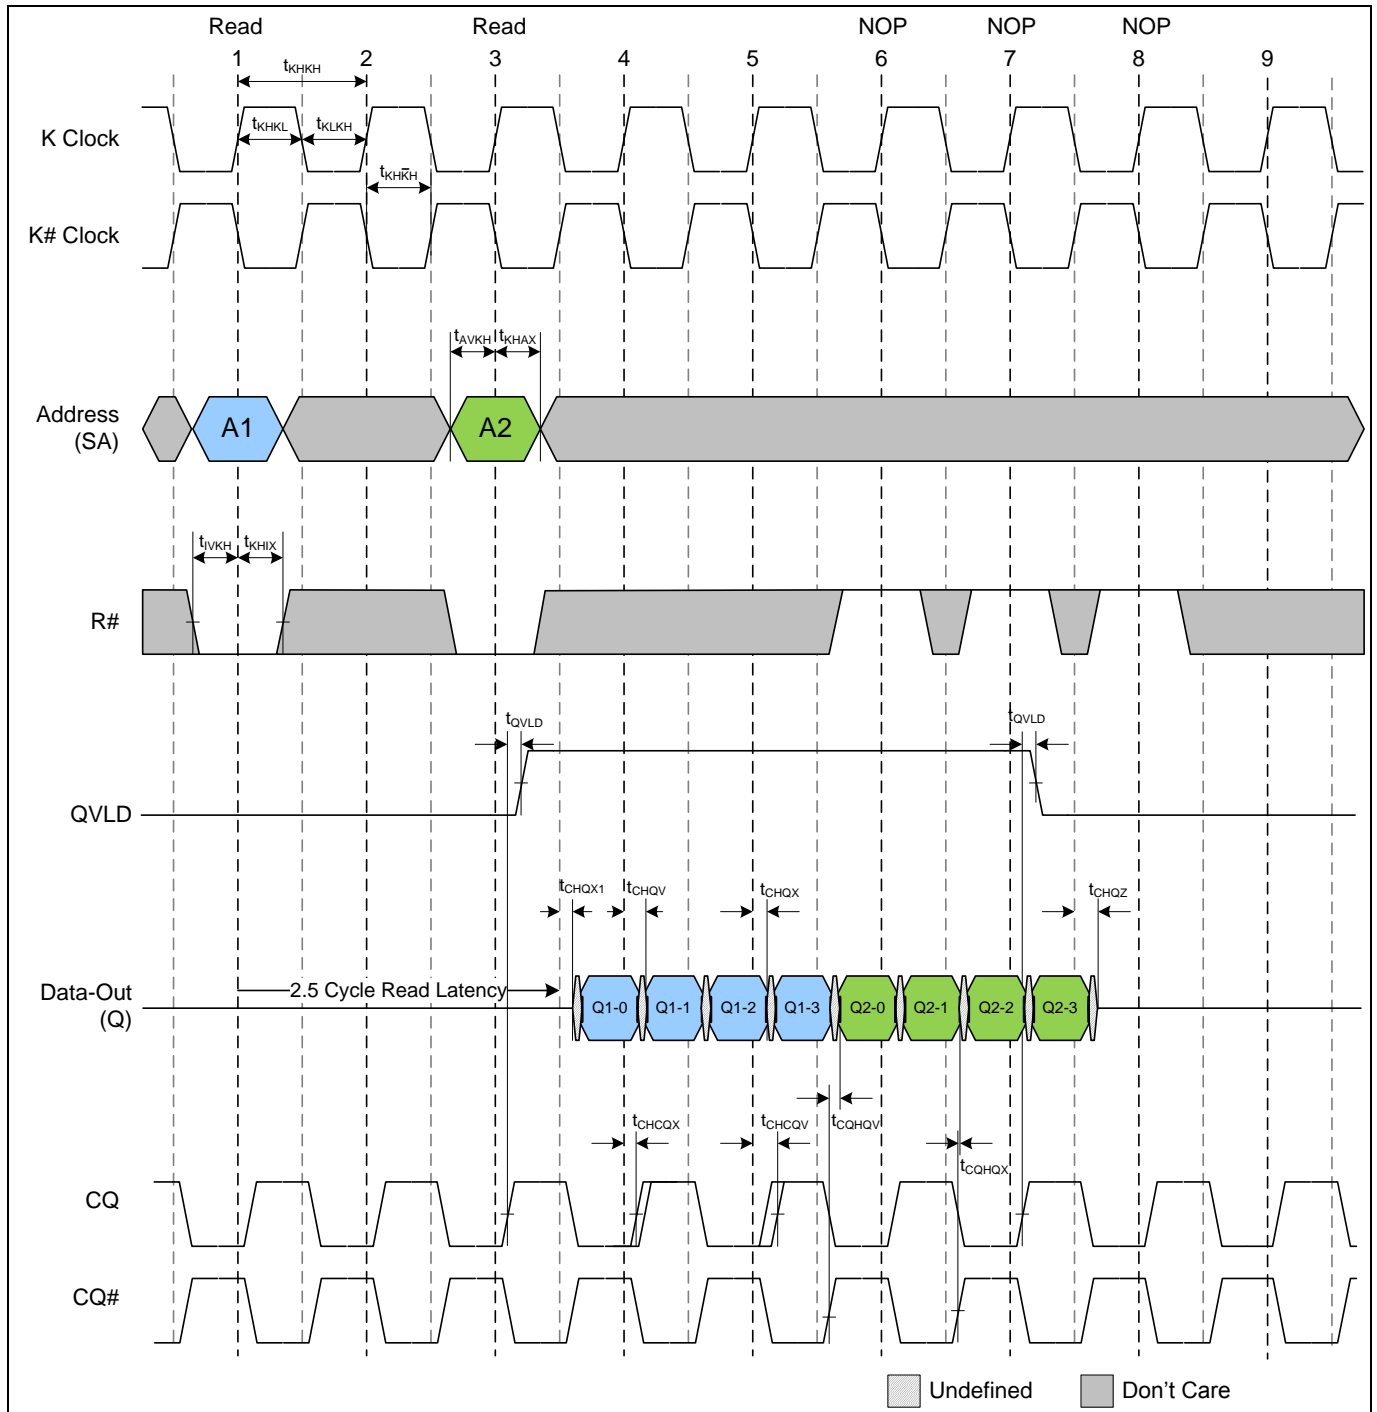 Read Read NOP NOP NOP
1 2 3 4 5 6 7 8 9
tKHKH
K Clock
tKHKL tKLKH
tKHK̅H
K# Clock
tAVKH tKHAX
Address
(SA)
A1 A2
tIVKH tKHIX
R#
tQVLD tQVLD
QVLD
tCHQX1 tCHQV tCHQX tCHQZ
Data-Out
(Q)
2.5 Cycle Read Latency
Q1-0 Q1-1 Q1-2 Q1-3 Q2-0 Q2-1 Q2-2 Q2-3
tCHCQX tCHCQV tCQHQV
tCQHQX
CQ
CQ#
Undefined Don't Care